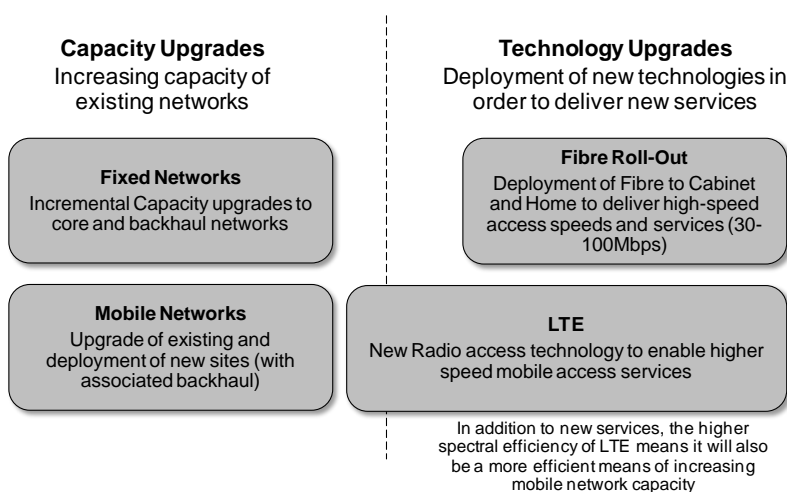 Capacity Upgrades
Increasing capacity of
existing networks
Technology Upgrades
Deployment of new technologies in
order to deliver new services
Fixed Networks
Incremental Capacity upgrades to
core and backhaul networks
Fibre Roll-Out
Deployment of Fibre to Cabinet
and Home to deliver high-speed
access speeds and services (30-
100Mbps)
Mobile Networks
Upgrade of existing and
deployment of new sites (with
associated backhaul)
LTE
New Radio access technology to enable higher
speed mobile access services
In addition to new services, the higher
spectral efficiency of LTE means it will also
be a more efficient means of increasing
mobile network capacity